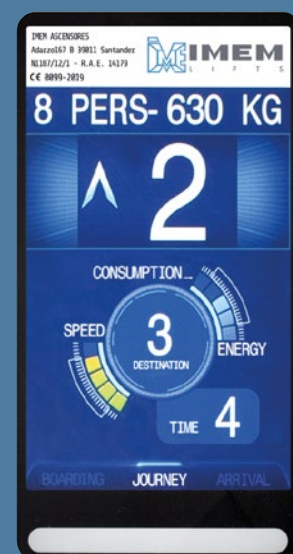 IMEM ASCENSORES
Adarzo167 B 39011 Santander
N1187/12/1 - R.A.E. 14179
CE 0099-2019
IMEM
LIFTS
8 PERS- 630 KG
2
CONSUMPTION
SPEED
3
DESTINATION
ENERGY
TIME 4
BOARDING JOURNEY ARRIVAL